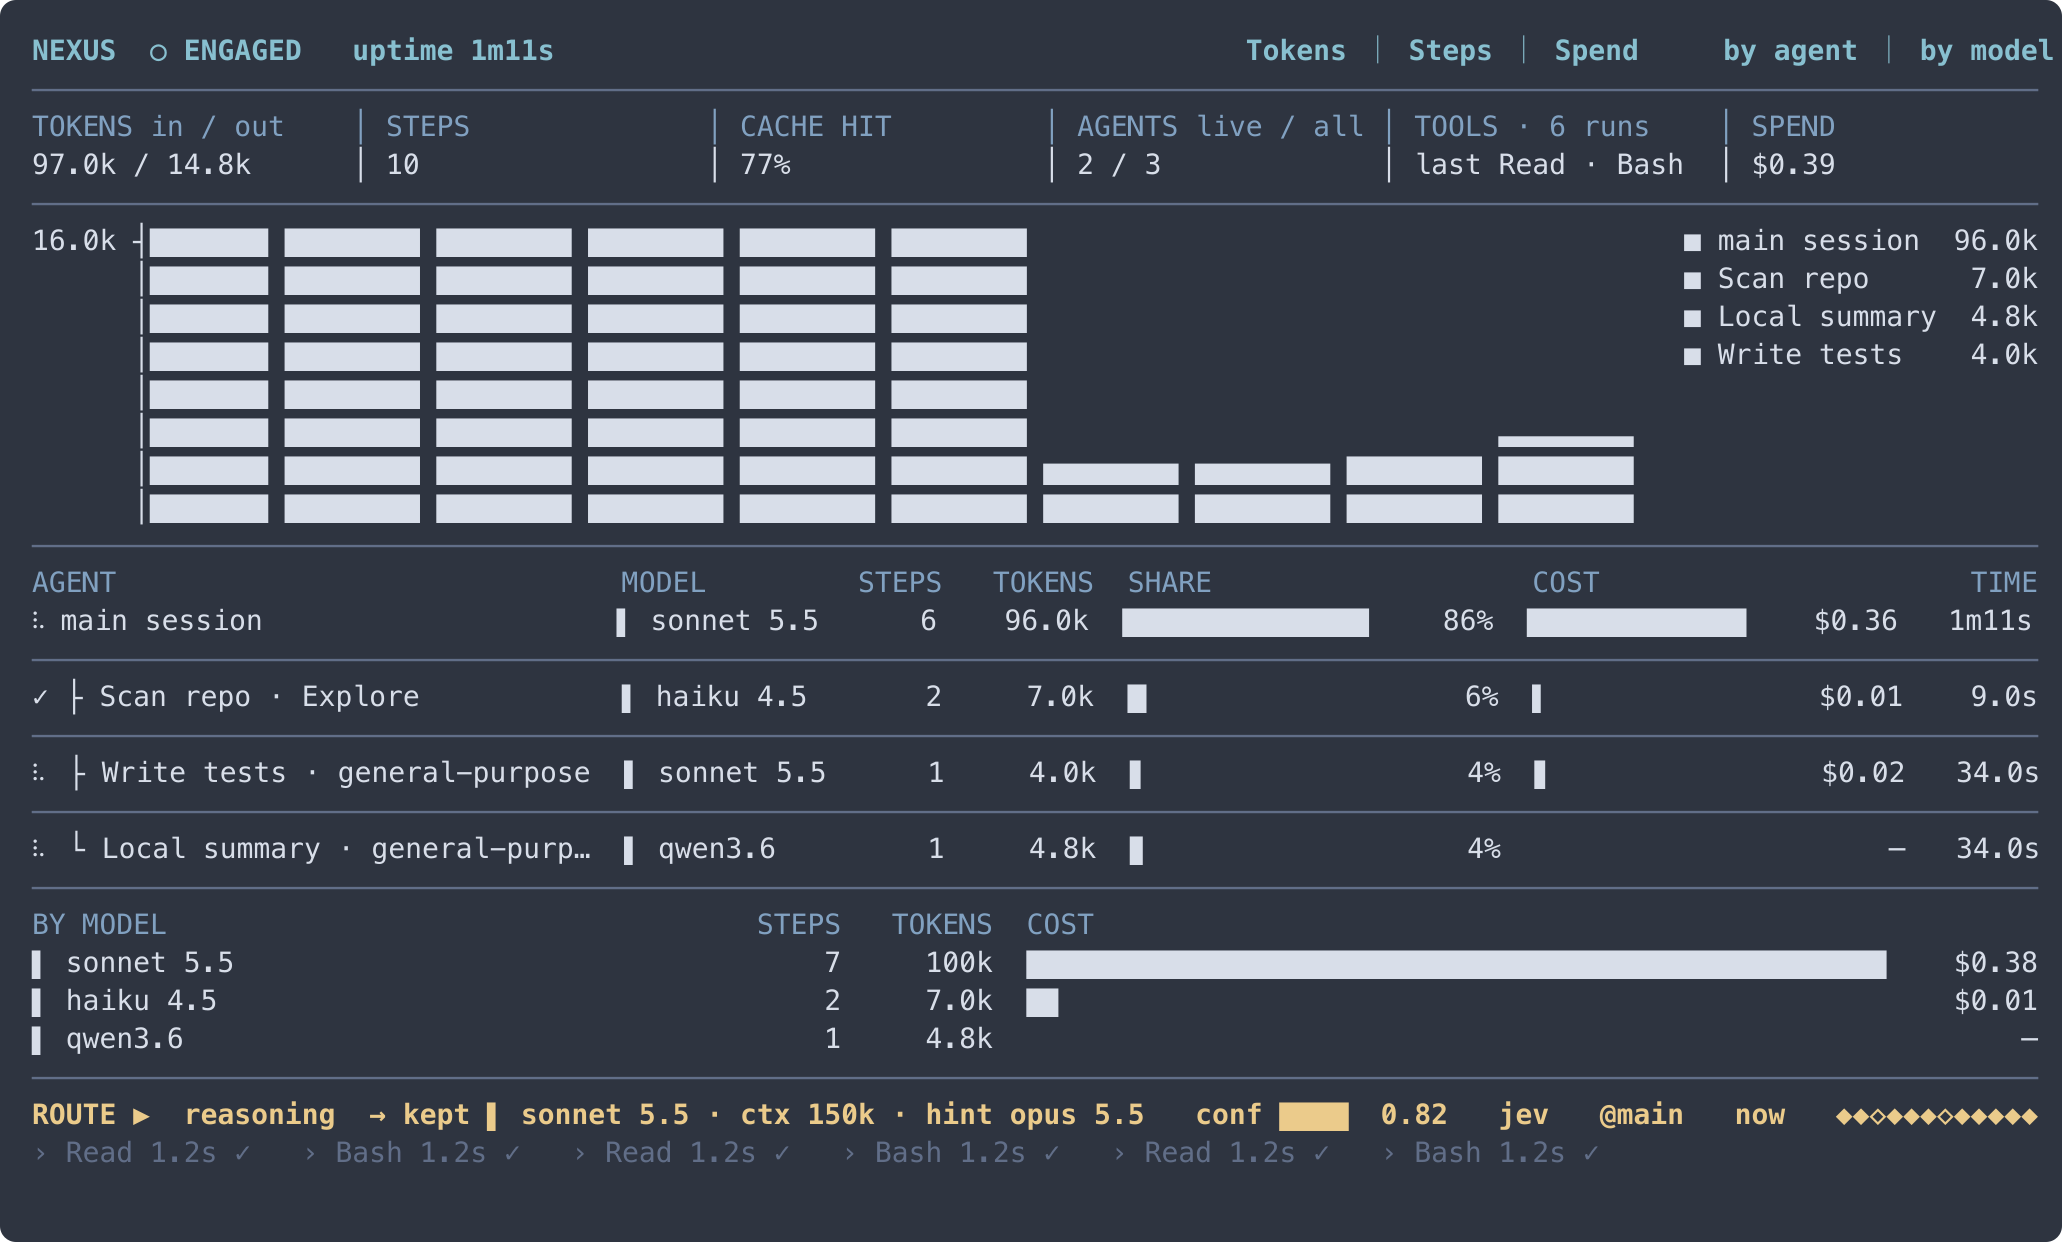 NEXUS ○ ENGAGED uptime 1m11s Tokens │ Steps │ Spend by agent │ by model
TOKENS in / out │ STEPS │ CACHE HIT │ AGENTS live / all │ TOOLS · 6 runs │ SPEND
97.0k / 14.8k │ 10 │ 77% │ 2 / 3 │ last Read · Bash │ $0.39
16.0k ■ main session 96.0k
■ Scan repo 7.0k
■ Local summary 4.8k
■ Write tests 4.0k
AGENT MODEL STEPS TOKENS SHARE COST TIME
main session sonnet 5.5 6 96.0k 86% $0.36 1m11s
✓ ├ Scan repo · Explore haiku 4.5 2 7.0k 6% $0.01 9.0s
├ Write tests · general-purpose sonnet 5.5 1 4.0k 4% $0.02 34.0s
└ Local summary · general-purp… qwen3.6 1 4.8k 4% — 34.0s
BY MODEL STEPS TOKENS COST
sonnet 5.5 7 100k $0.38
haiku 4.5 2 7.0k $0.01
qwen3.6 1 4.8k —
ROUTE ▶ reasoning → kept sonnet 5.5 · ctx 150k · hint opus 5.5 conf 0.82 jev @main now ◆◆◇◆◆◆◇◆◆◆◆◆
› Read 1.2s ✓ › Bash 1.2s ✓ › Read 1.2s ✓ › Bash 1.2s ✓ › Read 1.2s ✓ › Bash 1.2s ✓